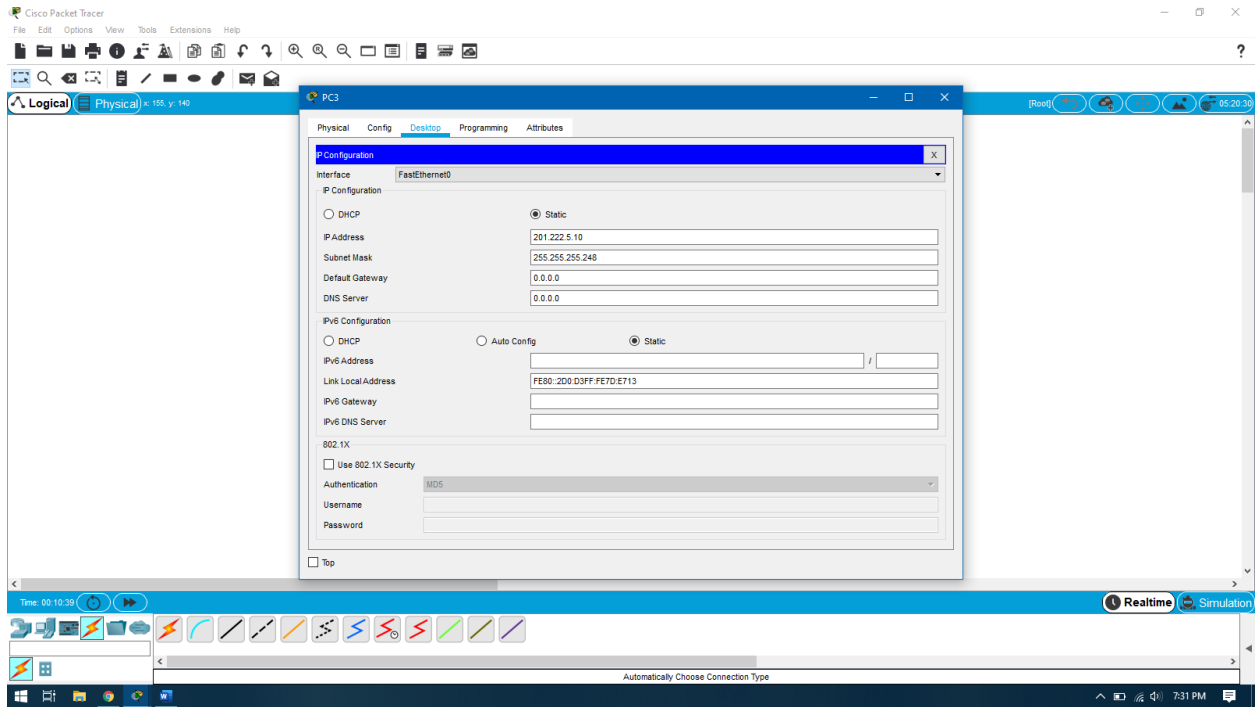 Cisco Packet Tracer
File Edit Options View Tools Extensions Help
?
Logical Physical x: 155, y: 140
[Root] 05:20:30
PC3
Physical Config Desktop Programming Attributes
IP Configuration X
Interface FastEthernet0
IP Configuration
DHCP Static
IP Address 201.222.5.10
Subnet Mask 255.255.255.248
Default Gateway 0.0.0.0
DNS Server 0.0.0.0
IPv6 Configuration
DHCP Auto Config Static
IPv6 Address /
Link Local Address FE80::2D0:D3FF:FE7D:E713
IPv6 Gateway
IPv6 DNS Server
802.1X
Use 802.1X Security
Authentication MD5
Username
Password
Top
Time: 00:10:39 Realtime Simulation
Automatically Choose Connection Type
7:31 PM